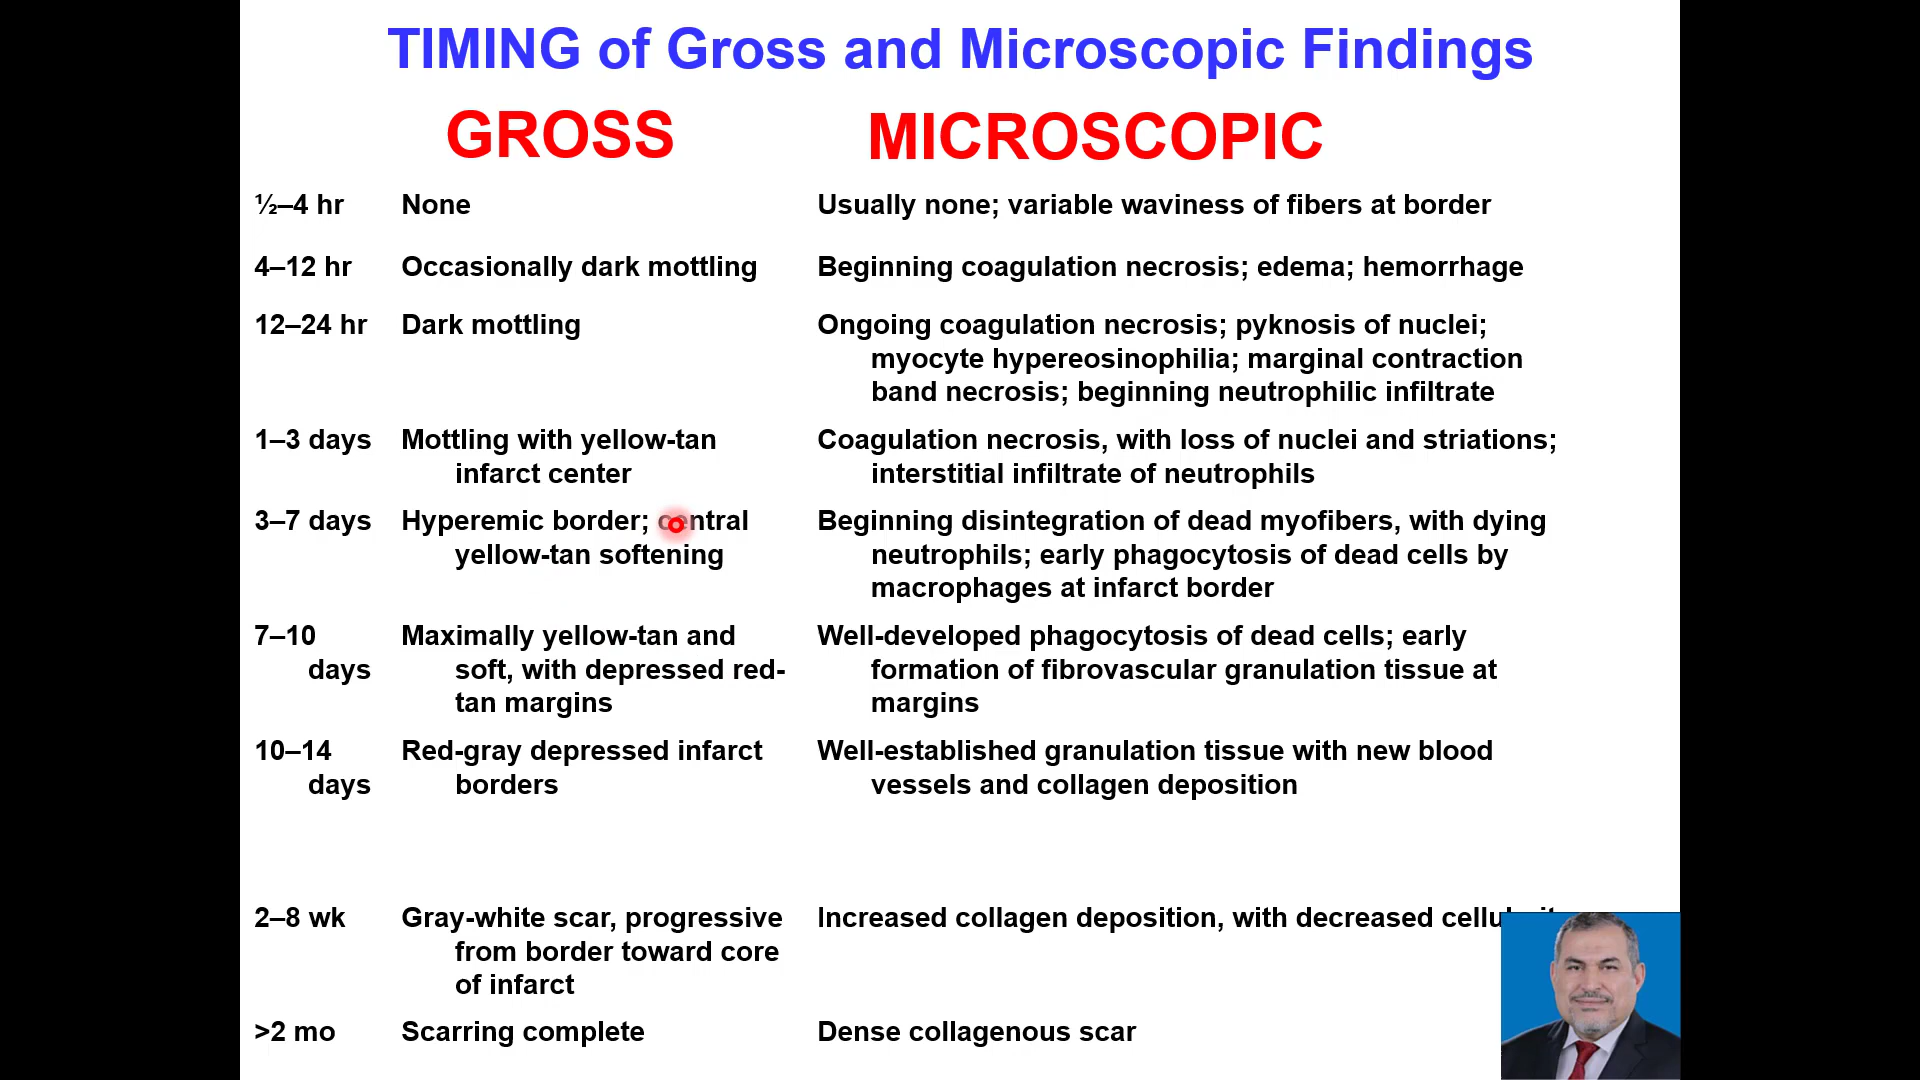 TIMING of Gross and Microscopic Findings
GROSS
MICROSCOPIC
½–4 hr None Usually none; variable waviness of fibers at border
4–12 hr Occasionally dark mottling Beginning coagulation necrosis; edema; hemorrhage
12–24 hr Dark mottling Ongoing coagulation necrosis; pyknosis of nuclei;
myocyte hypereosinophilia; marginal contraction
band necrosis; beginning neutrophilic infiltrate
1–3 days Mottling with yellow-tan Coagulation necrosis, with loss of nuclei and striations;
infarct center interstitial infiltrate of neutrophils
3–7 days Hyperemic border; central Beginning disintegration of dead myofibers, with dying
yellow-tan softening neutrophils; early phagocytosis of dead cells by
macrophages at infarct border
7–10 Maximally yellow-tan and Well-developed phagocytosis of dead cells; early
days soft, with depressed red- formation of fibrovascular granulation tissue at
tan margins margins
10–14 Red-gray depressed infarct Well-established granulation tissue with new blood
days borders vessels and collagen deposition
2–8 wk Gray-white scar, progressive Increased collagen deposition, with decreased
from border toward core
of infarct
>2 mo Scarring complete Dense collagenous scar